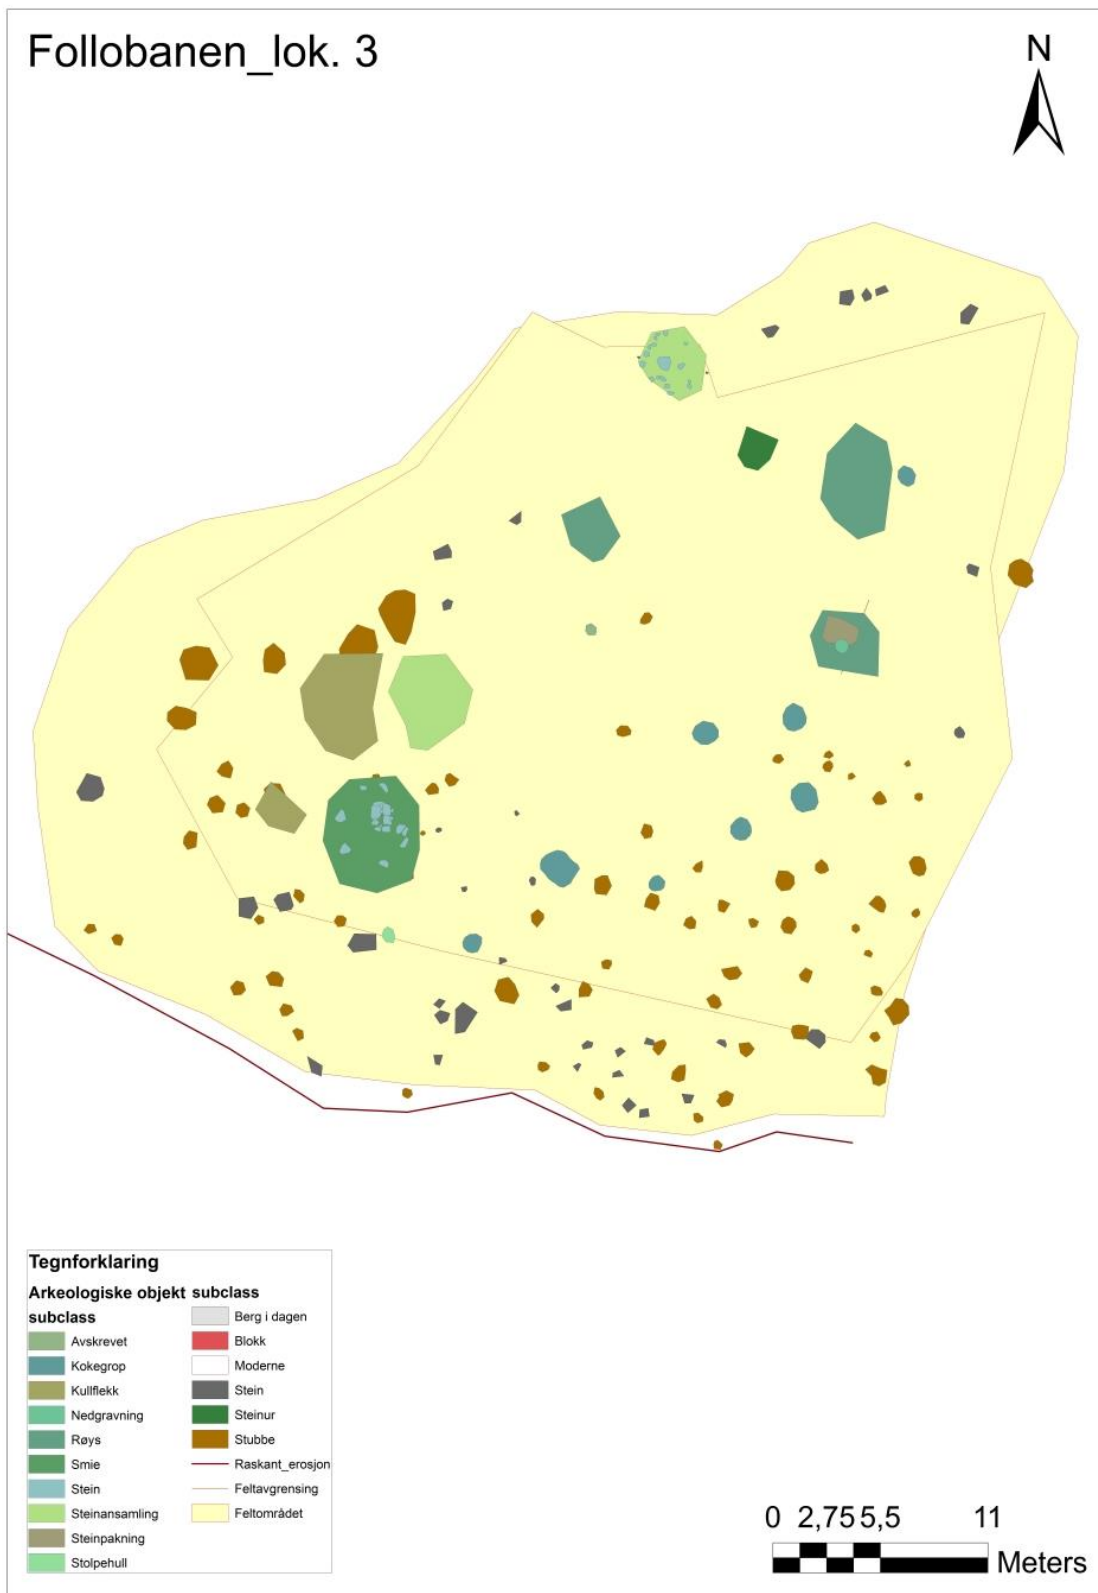 Follobanen_lok. 3
N
Tegnforklaring
Arkeologiske objekt
subclass
Avskrevet
Kokegrop
Kullflekk
Nedgravning
Røys
Smie
Stein
Steinansamling
Steinpakning
Stolpehull
subclass
Berg i dagen
Blokk
Moderne
Stein
Steinur
Stubbe
Raskant_erosjon
Feltavgrensing
Feltområdet
0 2,75 5,5 11
Meters